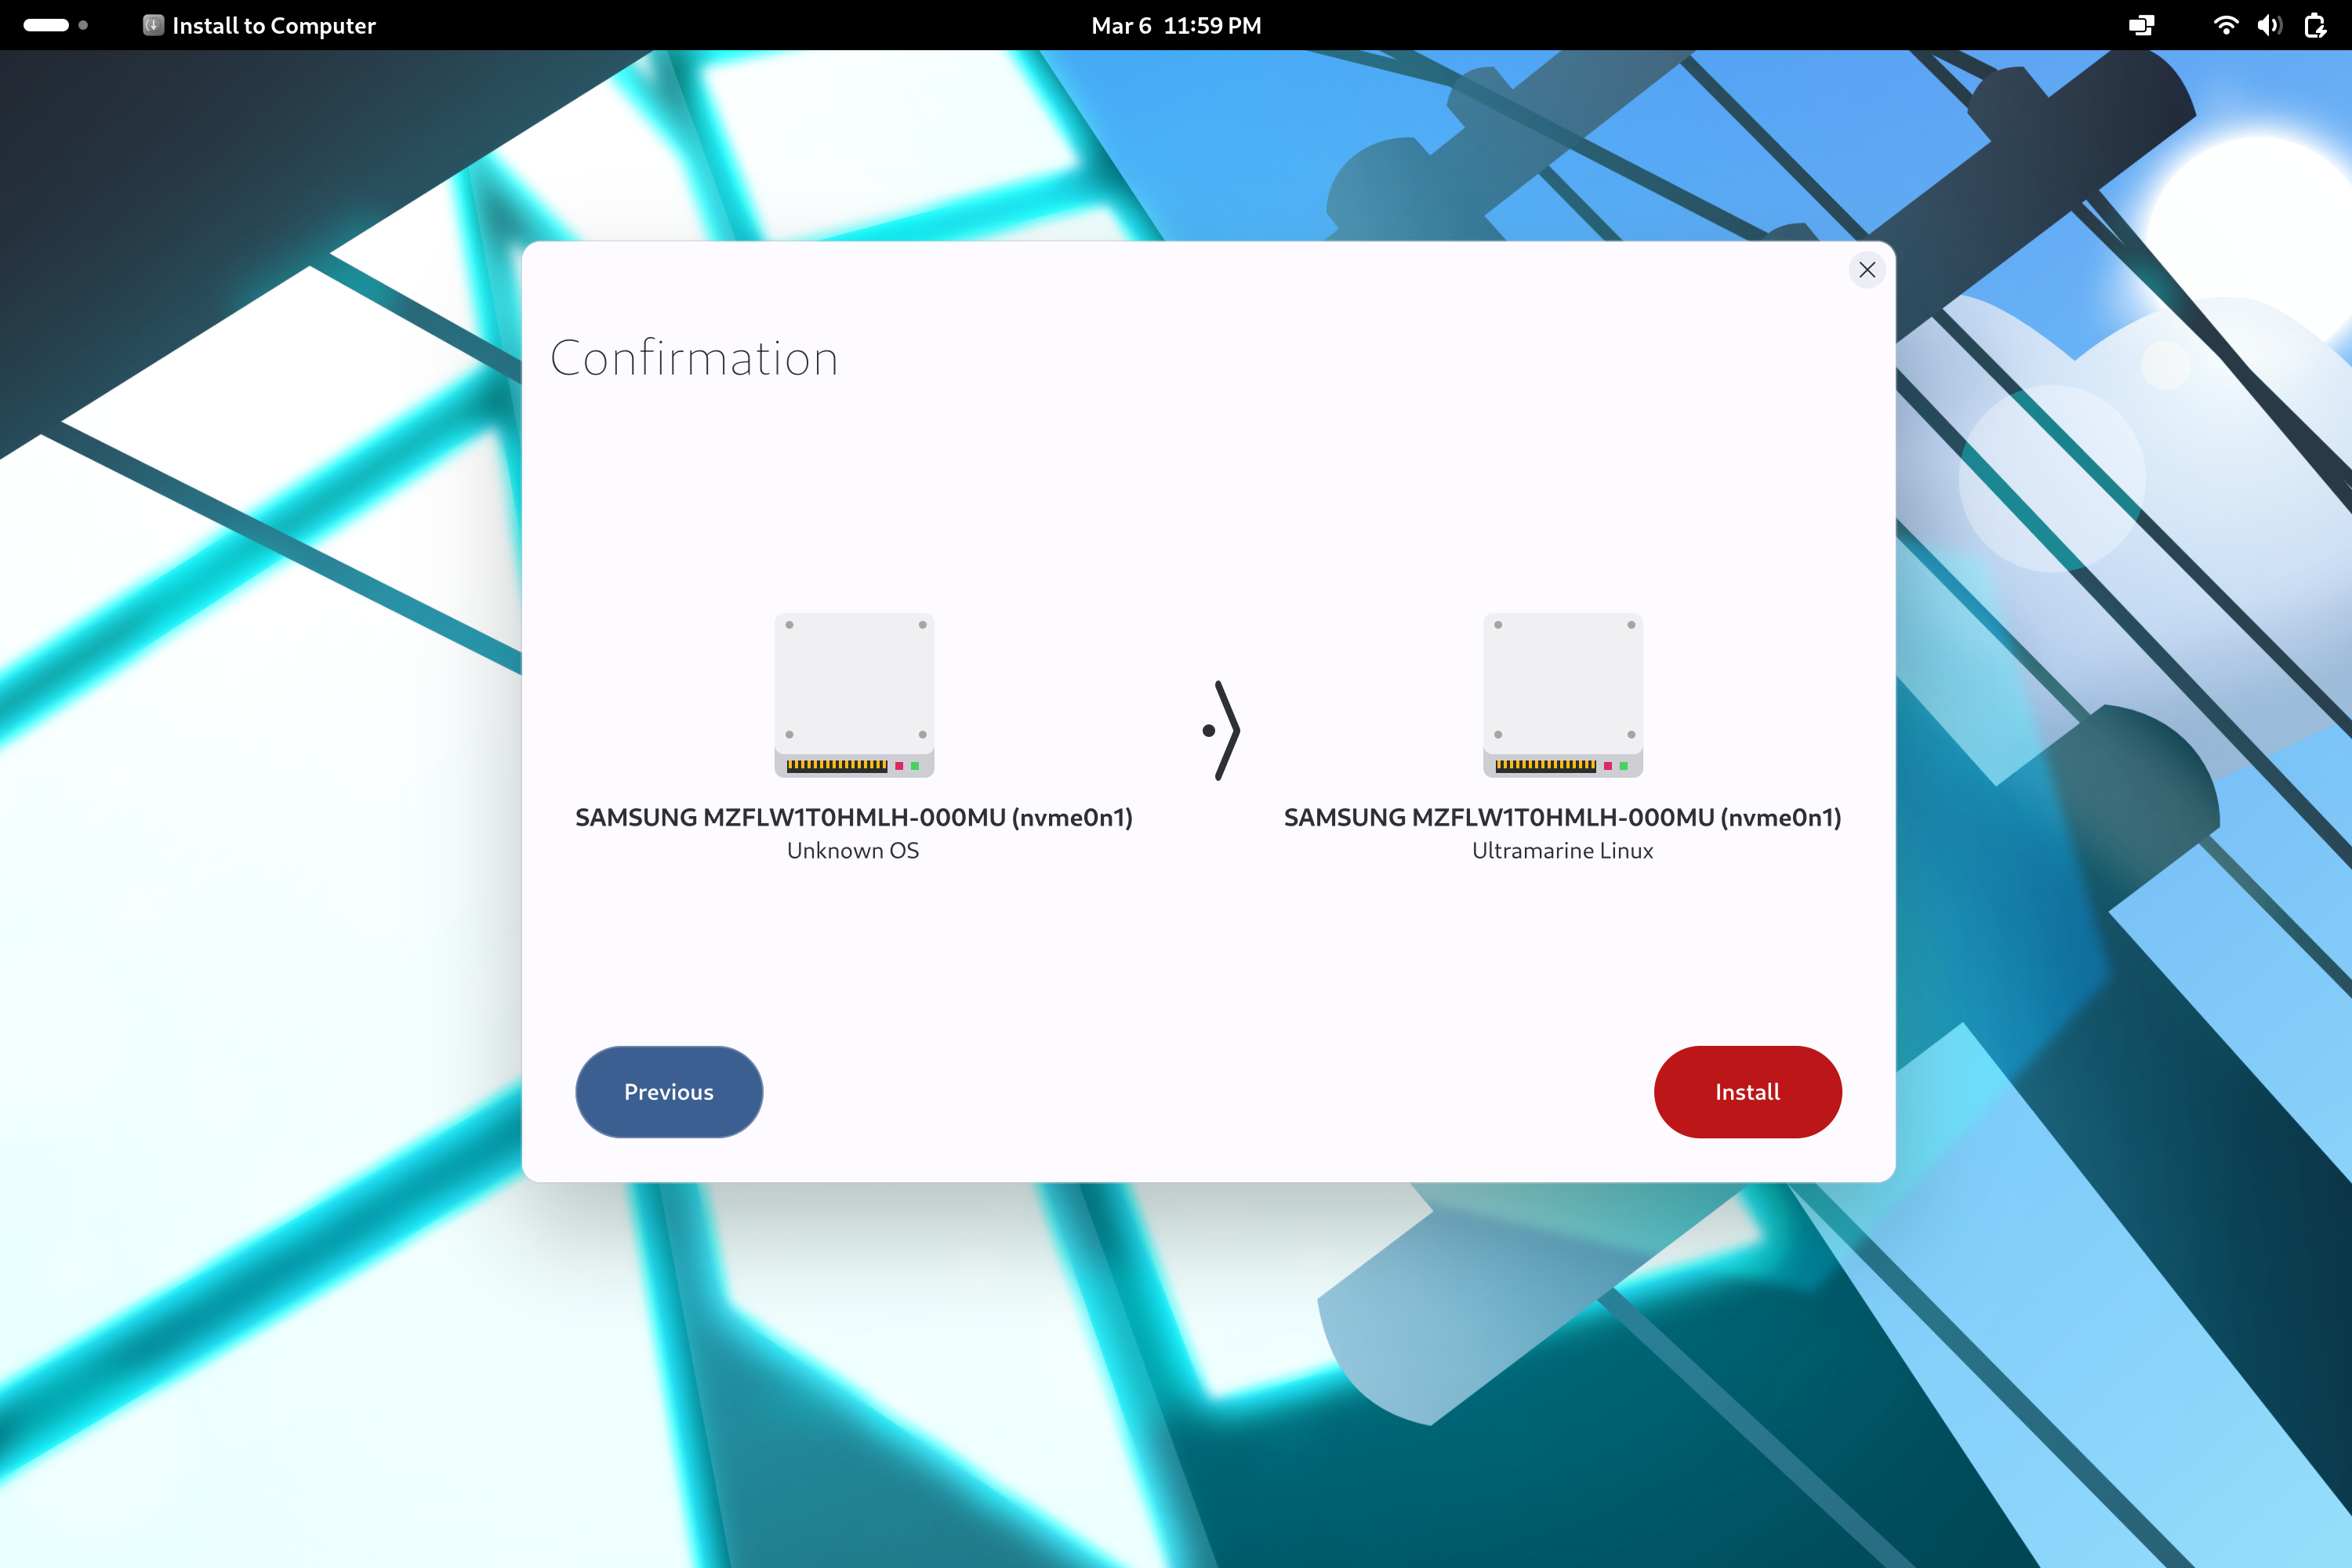 Install to Computer
Mar 6 11:59 PM
Confirmation
SAMSUNG MZFLW1T0HMLH-000MU (nvme0n1)
Unknown OS
SAMSUNG MZFLW1T0HMLH-000MU (nvme0n1)
Ultramarine Linux
Previous
Install